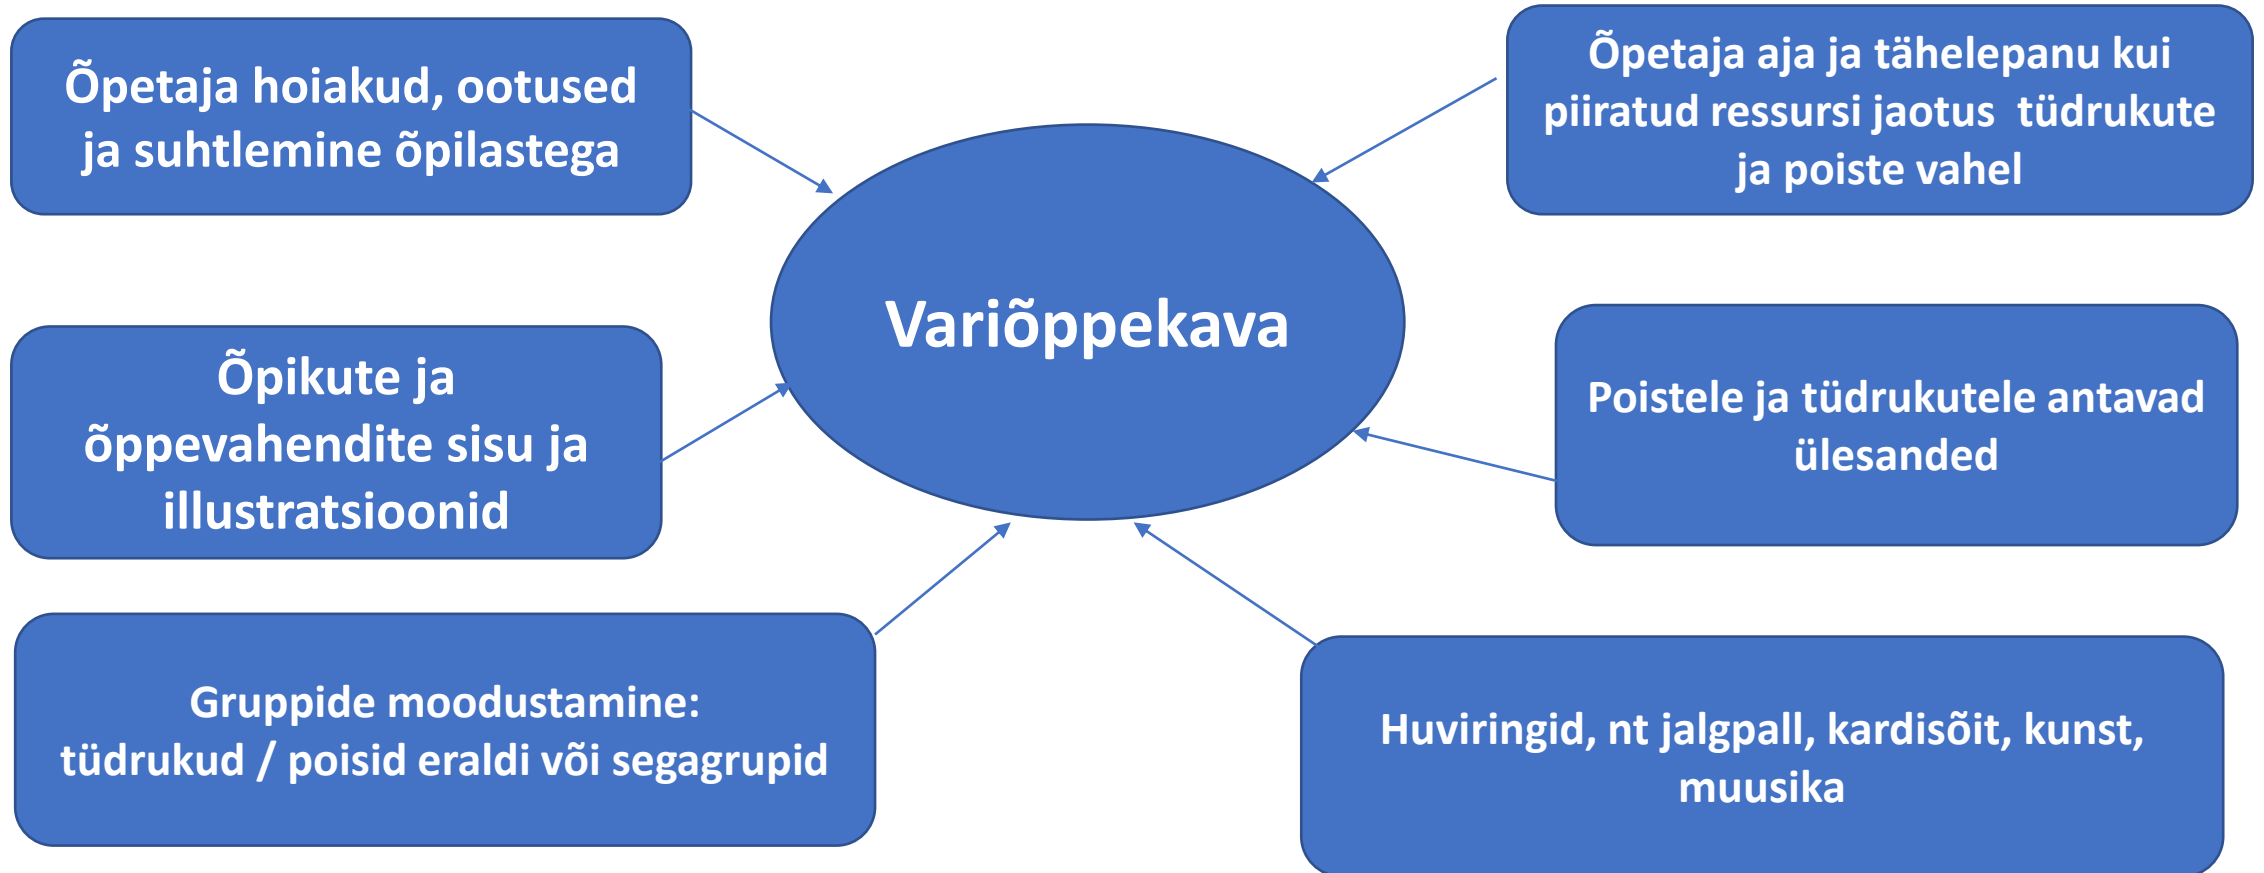 Õpetaja hoiakud, ootused
ja suhtlemine õpilastega
Õpetaja aja ja tähelepanu kui
piiratud ressursi jaotus tüdrukute
ja poiste vahel
Variõppekava
Õpikute ja
õppevahendite sisu ja
illustratsioonid
Poistele ja tüdrukutele antavad
ülesanded
Gruppide moodustamine:
tüdrukud / poisid eraldi või segagrupid
Huviringid, nt jalgpall, kardisõit, kunst,
muusika